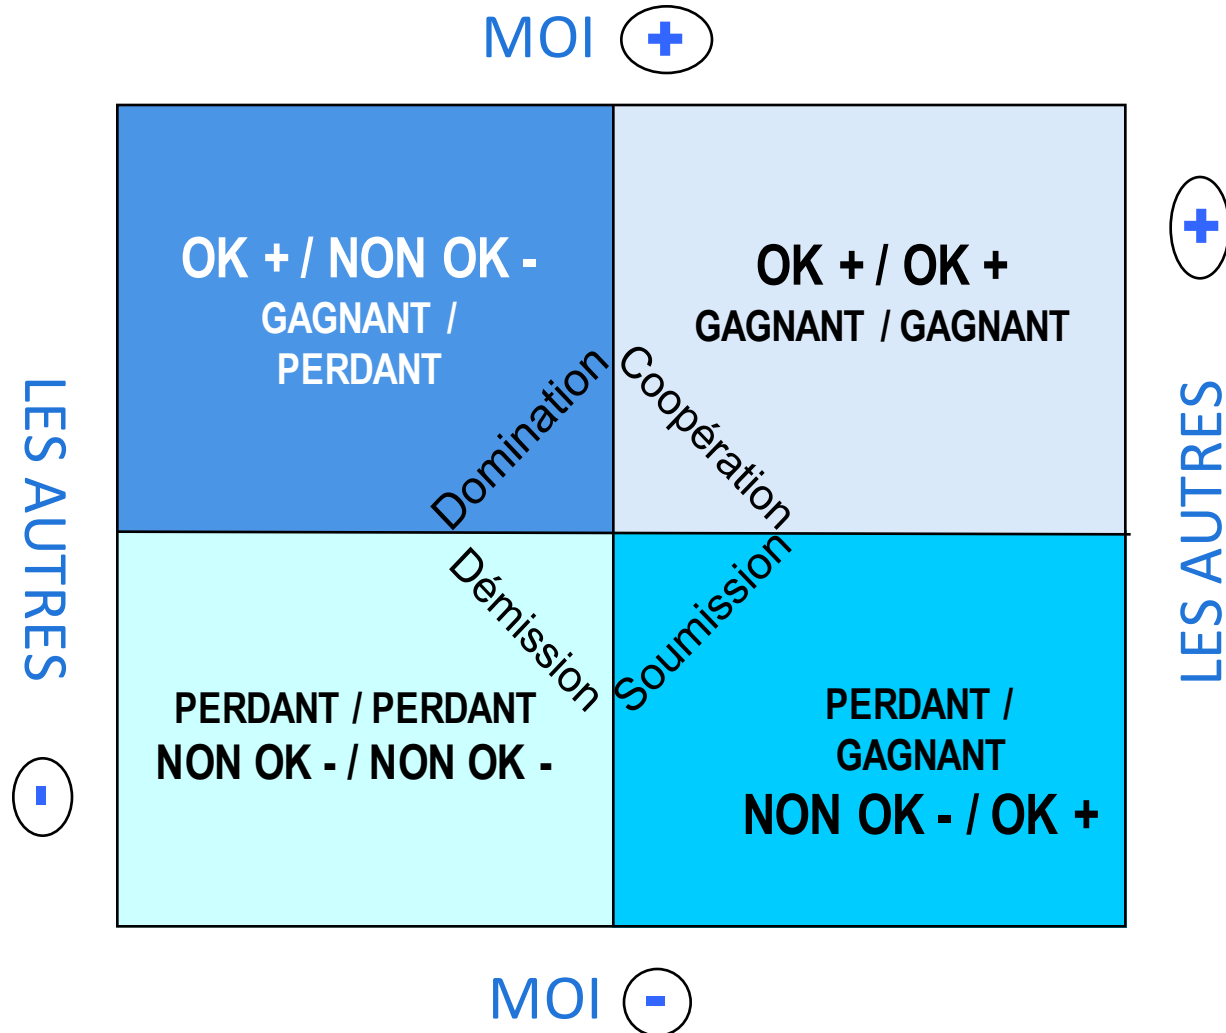 MOI +
OK + / NON OK -
GAGNANT /
PERDANT
OK + / OK +
GAGNANT / GAGNANT
+
LES AUTRES
LES AUTRES
Domination
Coopération
Démission
Soumission
PERDANT / PERDANT
NON OK - / NON OK -
PERDANT /
GAGNANT
NON OK - / OK +
-
MOI -